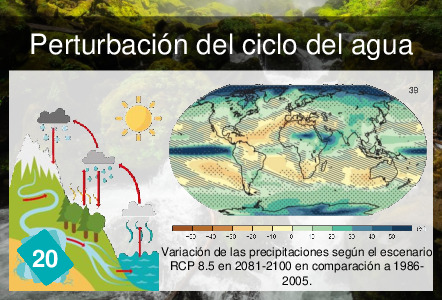 Perturbación del ciclo del agua
39
-50 -40 -30 -20 -10 0 10 20 30 40 50
20
Variación de las precipitaciones según el escenario
RCP 8.5 en 2081-2100 en comparación a 1986-
2005.